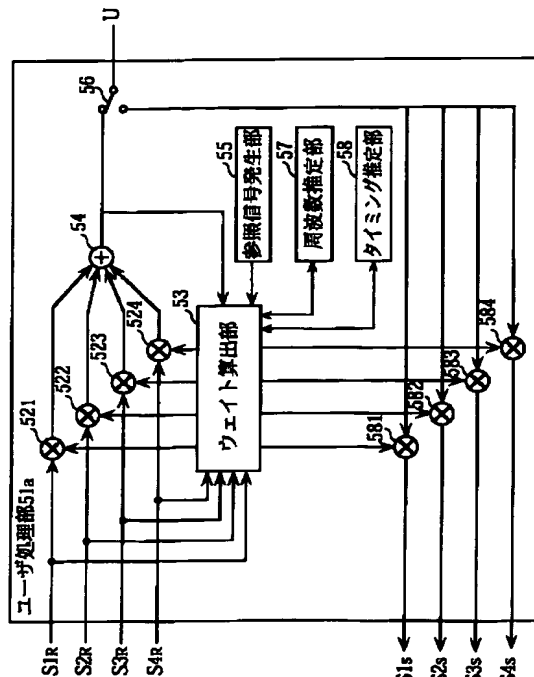 ユーザ処理部51a
U
56
54
521
522
523
524
53
ウェイト算出部
55
参照信号発生部
57
周波数推定部
58
タイミング推定部
S1R
S2R
S3R
S4R
581
582
583
584
S1S
S2S
S3S
S4S